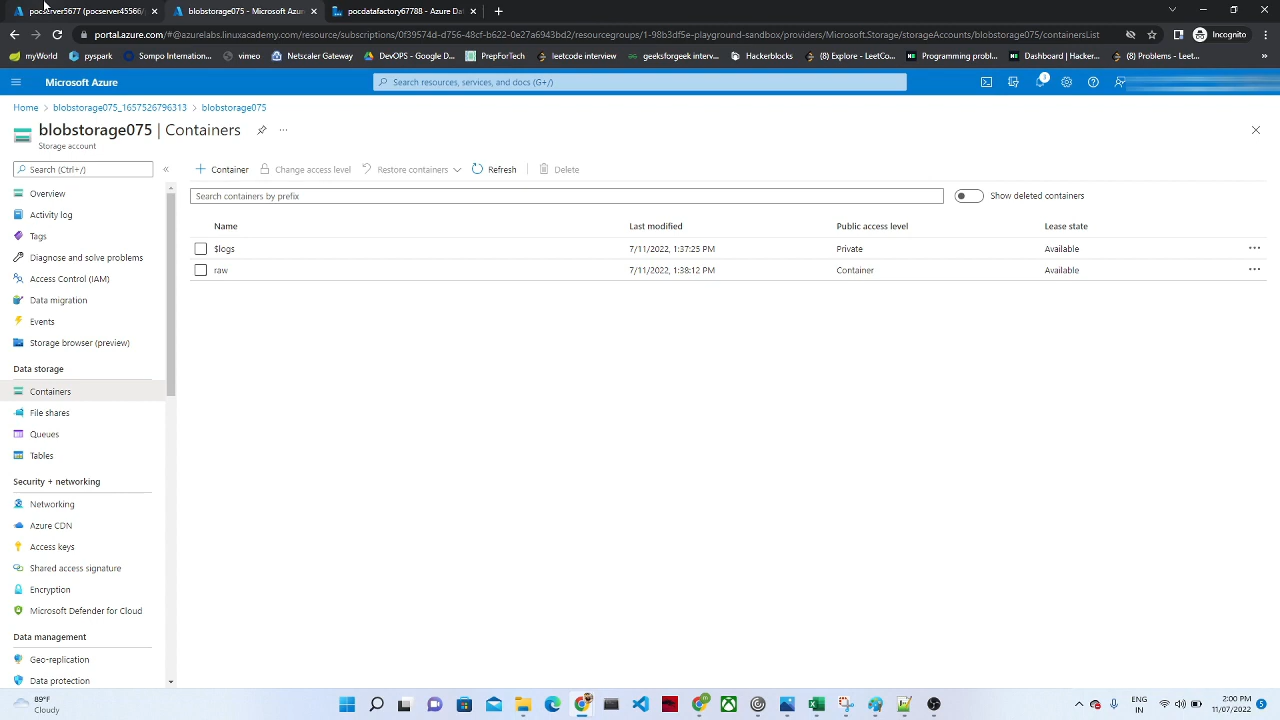 pocserver5677 (pocserver45566/p
blobstorage075 - Microsoft Azure
pocdatafactory67788 - Azure Dat
portal.azure.com/#@azurelabs.linuxacademy.com/resource/subscriptions/0f39574d-d756-48cf-b622-0e27a6943bd2/resourcegroups/1-98b3df5e-playground-sandbox/providers/Microsoft.Storage/storageAccounts/blobstorage075/containersList
Incognito
myWorld
pyspark
Sompo Internation...
vimeo
Netscaler Gateway
DevOPS - Google D...
PrepForTech
leetcode interview
geeksforgeek interv...
Hackerblocks
(8) Explore - LeetCo...
Programming probl...
Dashboard | Hacker...
(8) Problems - Leet...
Microsoft Azure
Search resources, services, and docs (G+/)
1
Home > blobstorage075_1657526796313 > blobstorage075
blobstorage075 | Containers
Storage account
Search (Ctrl+/)
+ Container
Change access level
Restore containers
Refresh
Delete
Overview
Activity log
Tags
Diagnose and solve problems
Access Control (IAM)
Data migration
Events
Storage browser (preview)
Data storage
Containers
File shares
Queues
Tables
Security + networking
Networking
Azure CDN
Access keys
Shared access signature
Encryption
Microsoft Defender for Cloud
Data management
Geo-replication
Data protection
Search containers by prefix
Show deleted containers
Name Last modified Public access level Lease state
$logs 7/11/2022, 1:37:25 PM Private Available
raw 7/11/2022, 1:38:12 PM Container Available
89°F
Cloudy
ENG
IN
2:00 PM
11/07/2022
5